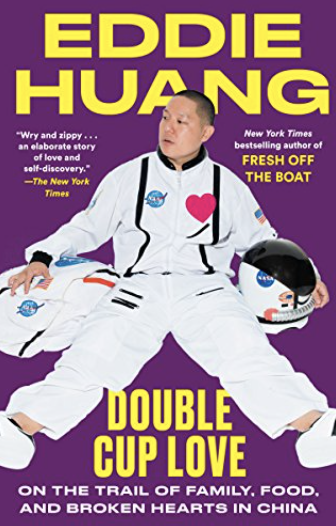 EDDIE
HUANG
"Wry and zippy . . .
an elaborate story
of love and
self-discovery."
—The New York
Times
New York Times
bestselling author of
FRESH OFF
THE BOAT
NASA
NASA
NASA
DOUBLE
CUP LOVE
ON THE TRAIL OF FAMILY, FOOD,
AND BROKEN HEARTS IN CHINA